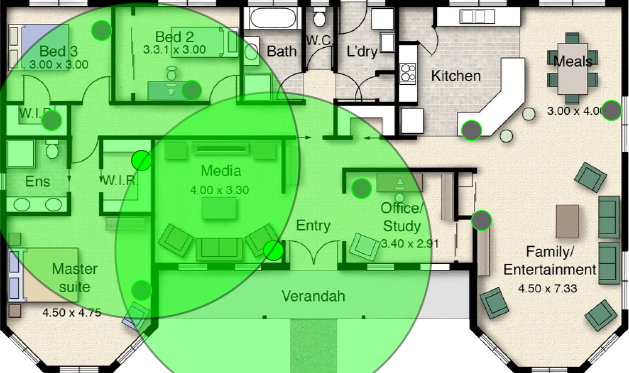 Bed 3
3.00 x 3.00
Bed 2
3.3.1 x 3.00
Bath
W.C
L'dry
Kitchen
Meals
3.00 x 4.00
W.I.R
Ens
W.I.R.
Media
4.00 x 3.30
Entry
Office/
Study
3.40 x 2.91
Master
suite
4.50 x 4.75
Verandah
Family/
Entertainment
4.50 x 7.33